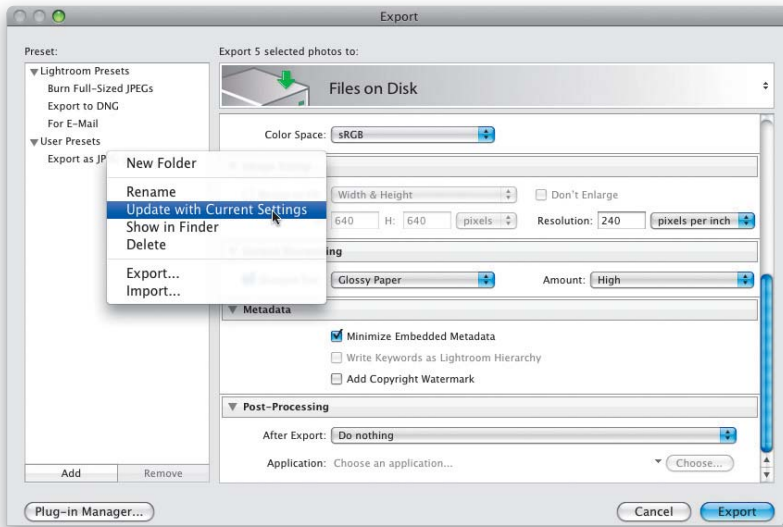 Export
Preset:
Lightroom Presets
Burn Full-Sized JPEGs
Export to DNG
For E-Mail
User Presets
Export as JP
New Folder
Rename
Update with Current Settings
Show in Finder
Delete
Export...
Import...
Add Remove
Export 5 selected photos to:
Files on Disk
Color Space: sRGB
Width & Height Don't Enlarge
640 H: 640 pixels Resolution: 240 pixels per inch
Glossy Paper Amount: High
Metadata
Minimize Embedded Metadata
Write Keywords as Lightroom Hierarchy
Add Copyright Watermark
Post-Processing
After Export: Do nothing
Application: Choose an application... Choose...
Plug-in Manager... Cancel Export